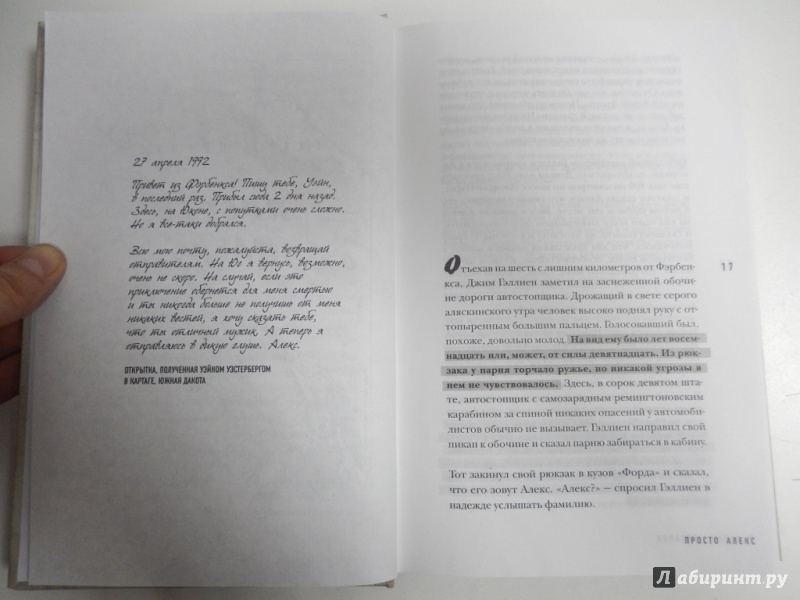 27 апреля 1992
Привет из Фэрбенкса! Пишу тебе, Уэйн,
в последний раз. Прибыл сюда 2 дня назад.
Здесь, на Юконе, с попутками очень сложно.
Но я все-таки добрался.
Всю мою почту, пожалуйста, возвращай
отправителям. На Юг я вернусь, возможно,
очень не скоро. На случай, если это
приключение обернется для меня смертью
и ты никогда больше не получишь от меня
никаких вестей, я хочу сказать тебе,
что ты отличный мужик. А теперь я
отправляюсь в дикую глушь. Алекс.
ОТКРЫТКА, ПОЛУЧЕННАЯ УЭЙНОМ УЭСТЕРБЕРГОМ
В КАРТАГЕ, ЮЖНАЯ ДАКОТА
Отъехав на шесть с лишним километров от Фэрбен-
кса, Джим Гэллиен заметил на заснеженной обочи-
не дороги автостопщика. Дрожащий в свете серого
аляскинского утра человек высоко поднял руку с от-
топыренным большим пальцем. Голосовавший был,
похоже, довольно молод. На вид ему было лет восем-
надцать или, может, от силы девятнадцать. Из рюк-
зака у парня торчало ружье, но никакой угрозы в
нем не чувствовалось. Здесь, в сорок девятом шта-
те, автостопщик с самозарядным ремингтоновским
карабином за спиной никаких опасений у автомоби-
листов обычно не вызывает. Гэллиен направил свой
пикап к обочине и сказал парню забираться в кабину.
Тот закинул свой рюкзак в кузов «Форда» и сказал,
что его зовут Алекс. «Алекс?» — спросил Гэллиен в
надежде услышать фамилию.
11
ПРОСТО АЛЕКС
Лабиринт.ру